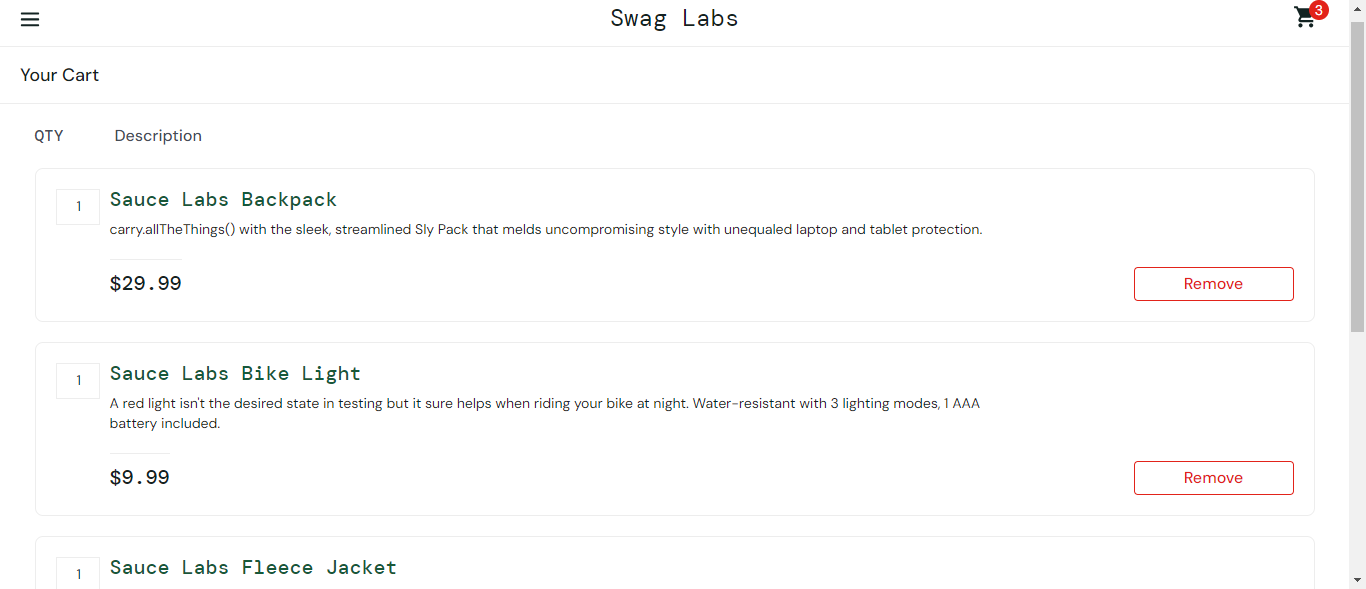 Swag Labs
3
Your Cart
QTY Description
1 Sauce Labs Backpack
carry.allTheThings() with the sleek, streamlined Sly Pack that melds uncompromising style with unequaled laptop and tablet protection.
$29.99 Remove
1 Sauce Labs Bike Light
A red light isn't the desired state in testing but it sure helps when riding your bike at night. Water-resistant with 3 lighting modes, 1 AAA
battery included.
$9.99 Remove
1 Sauce Labs Fleece Jacket